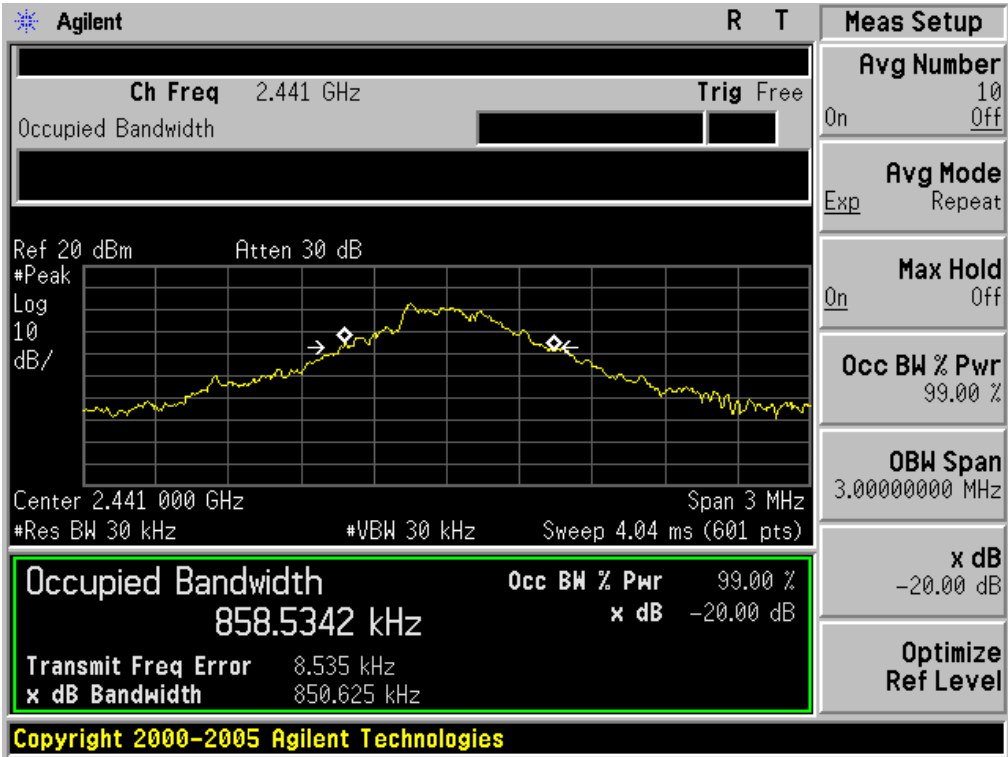 Agilent R T
Ch Freq 2.441 GHz Trig Free
Occupied Bandwidth
Ref 20 dBm Atten 30 dB
#Peak
Log
10
dB/
Center 2.441 000 GHz Span 3 MHz
#Res BW 30 kHz #VBW 30 kHz Sweep 4.04 ms (601 pts)
Occupied Bandwidth Occ BW % Pwr 99.00 %
858.5342 kHz x dB -20.00 dB
Transmit Freq Error 8.535 kHz
x dB Bandwidth 850.625 kHz
Copyright 2000-2005 Agilent Technologies
Meas Setup
Avg Number
10
On Off
Avg Mode
Exp Repeat
Max Hold
On Off
Occ BW % Pwr
99.00 %
OBW Span
3.00000000 MHz
x dB
-20.00 dB
Optimize
Ref Level